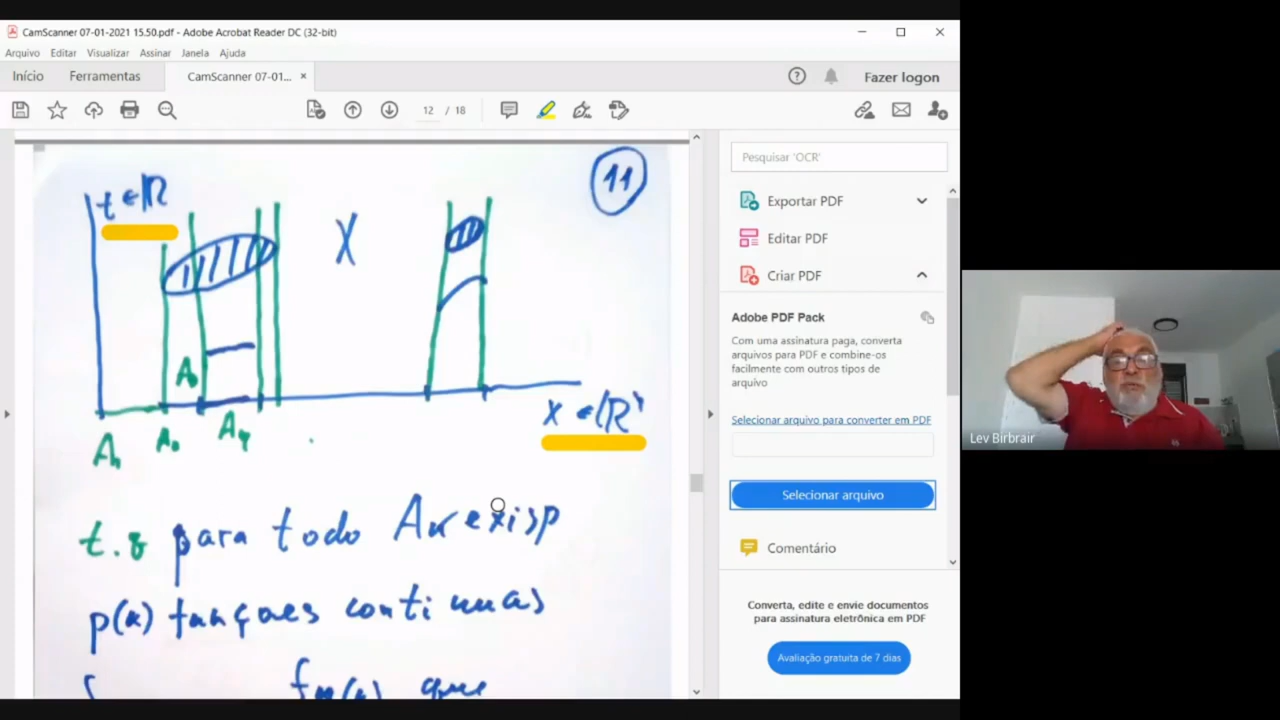 CamScanner 07-01-2021 15.50.pdf - Adobe Acrobat Reader DC (32-bit)
Arquivo Editar Visualizar Assinar Janela Ajuda
Início Ferramentas CamScanner 07-01... × Fazer logon
12 / 18
t ∈ ℝ
11
X
A
A
A
A
x ∈ ℝ
t.q para todo Ak exisp
p(k) funções continuas
que
Pesquisar 'OCR'
Exportar PDF
Editar PDF
Criar PDF
Adobe PDF Pack
Com uma assinatura paga, converta
arquivos para PDF e combine-os
facilmente com outros tipos de
arquivo
Selecionar arquivo para converter em PDF
Selecionar arquivo
Comentário
Converta, edite e envie documentos
para assinatura eletrônica em PDF
Avaliação gratuita de 7 dias
Lev Birbrair